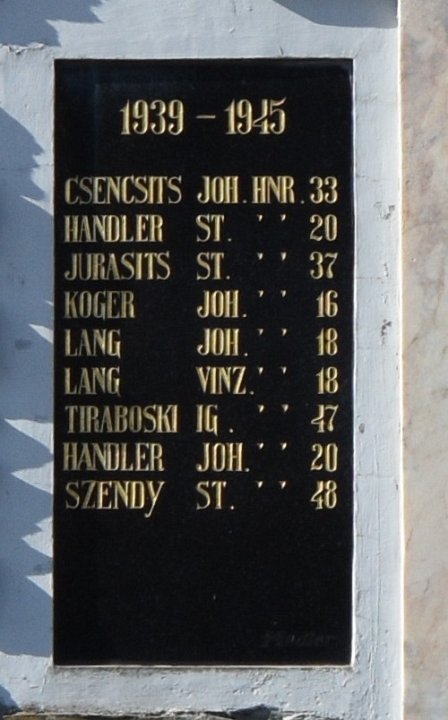 1939 – 1945
CSENCSITS JOH. HNR. 33
HANDLER ST. ' ' 20
JURASITS ST. ' ' 37
KOGER JOH. ' ' 16
LANG JOH. ' ' 18
LANG VINZ. ' ' 18
TIRABOSKI IG. ' ' 47
HANDLER JOH. ' ' 20
SZENDY ST. ' ' 48